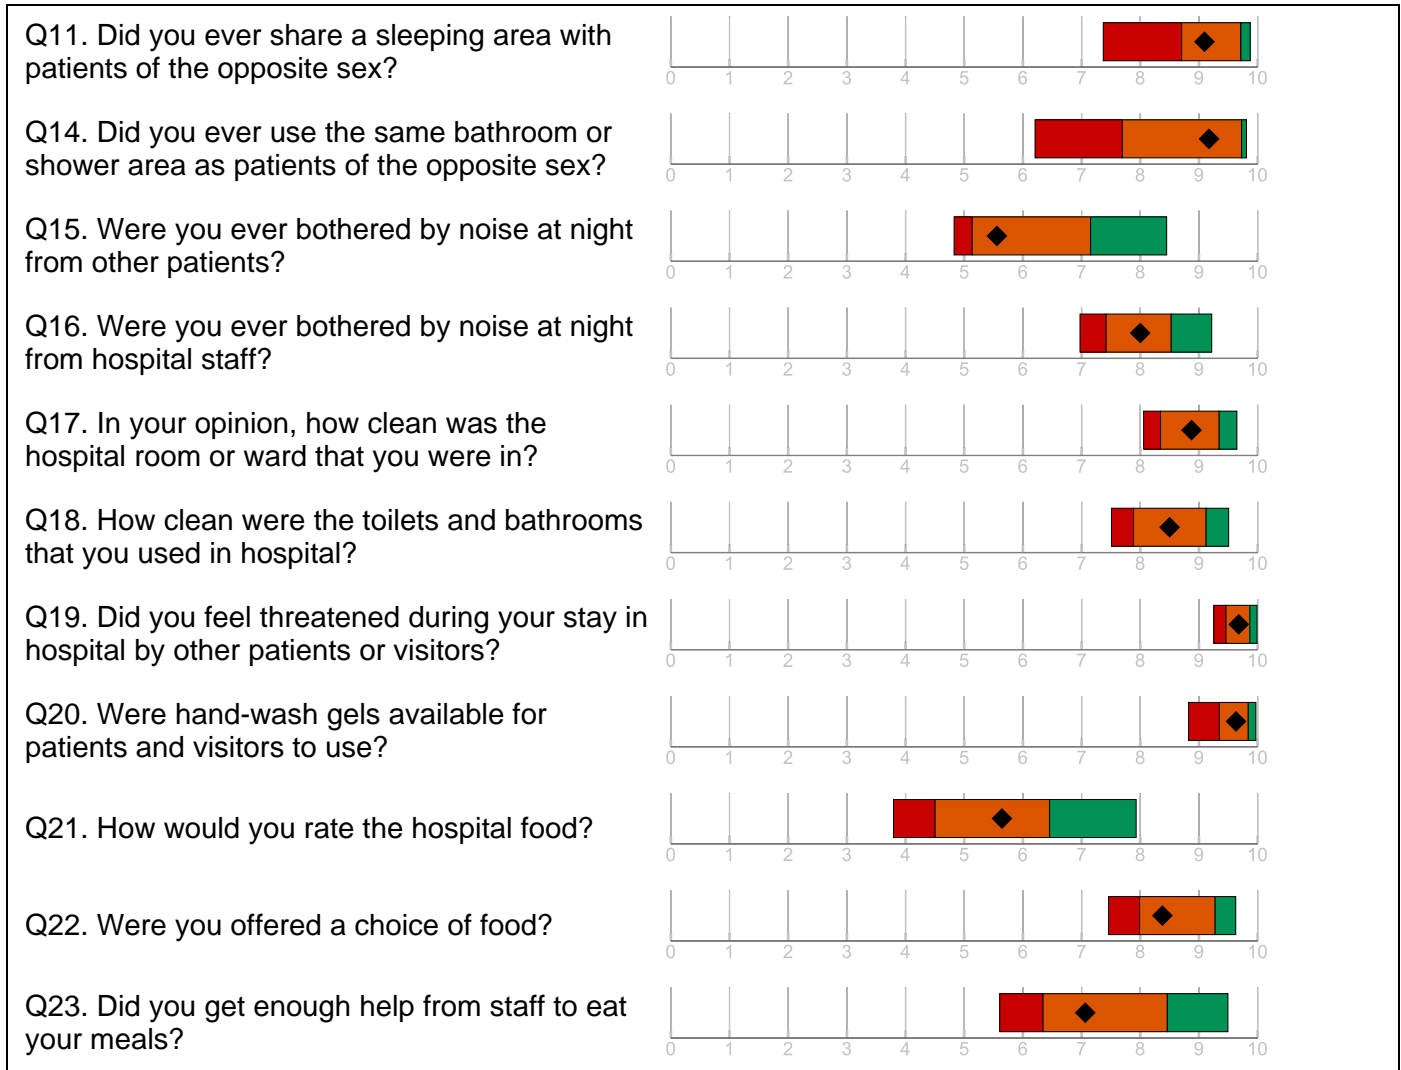 Q11. Did you ever share a sleeping area with
patients of the opposite sex?
0 1 2 3 4 5 6 7 8 9 10
Q14. Did you ever use the same bathroom or
shower area as patients of the opposite sex?
0 1 2 3 4 5 6 7 8 9 10
Q15. Were you ever bothered by noise at night
from other patients?
0 1 2 3 4 5 6 7 8 9 10
Q16. Were you ever bothered by noise at night
from hospital staff?
0 1 2 3 4 5 6 7 8 9 10
Q17. In your opinion, how clean was the
hospital room or ward that you were in?
0 1 2 3 4 5 6 7 8 9 10
Q18. How clean were the toilets and bathrooms
that you used in hospital?
0 1 2 3 4 5 6 7 8 9 10
Q19. Did you feel threatened during your stay in
hospital by other patients or visitors?
0 1 2 3 4 5 6 7 8 9 10
Q20. Were hand-wash gels available for
patients and visitors to use?
0 1 2 3 4 5 6 7 8 9 10
Q21. How would you rate the hospital food?
0 1 2 3 4 5 6 7 8 9 10
Q22. Were you offered a choice of food?
0 1 2 3 4 5 6 7 8 9 10
Q23. Did you get enough help from staff to eat
your meals?
0 1 2 3 4 5 6 7 8 9 10